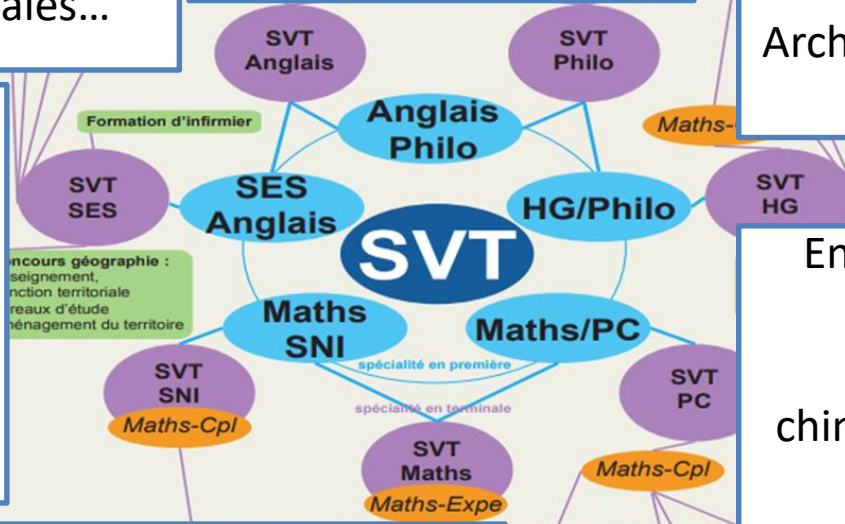 ales…
SVT
Anglais
SVT
Philo
Arch
Formation d'infirmier
Anglais
Philo
Maths-
SVT
SES
SES
Anglais
HG/Philo
SVT
HG
SVT
oncours géographie :
seignement,
nction territoriale
reaux d'étude
ménagement du territoire
En
Maths
SNI
Maths/PC
spécialité en première
SVT
SNI
Maths-Cpl
spécialité en terminale
SVT
PC
chin
SVT
Maths
Maths-Expe
Maths-Cpl